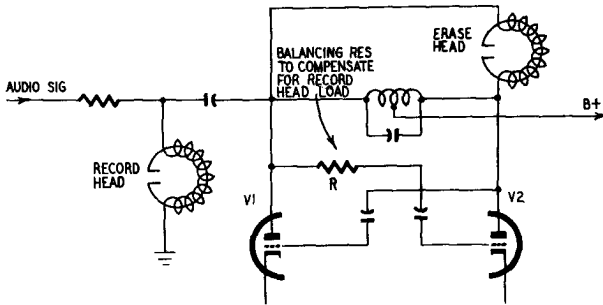 ERASE
HEAD
BALANCING RES
TO COMPENSATE
FOR RECORD
HEAD LOAD
AUDIO SIG
B+
RECORD
HEAD
R
V1
V2